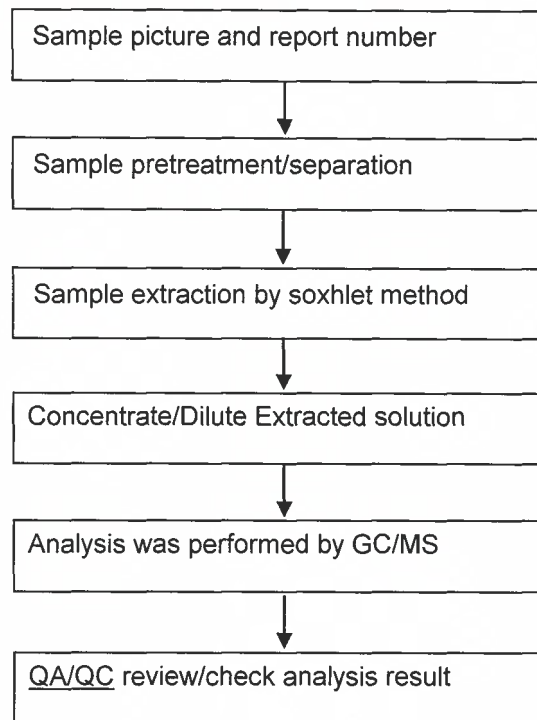 Sample picture and report number
Sample pretreatment/separation
Sample extraction by soxhlet method
Concentrate/Dilute Extracted solution
Analysis was performed by GC/MS
QA/QC review/check analysis result